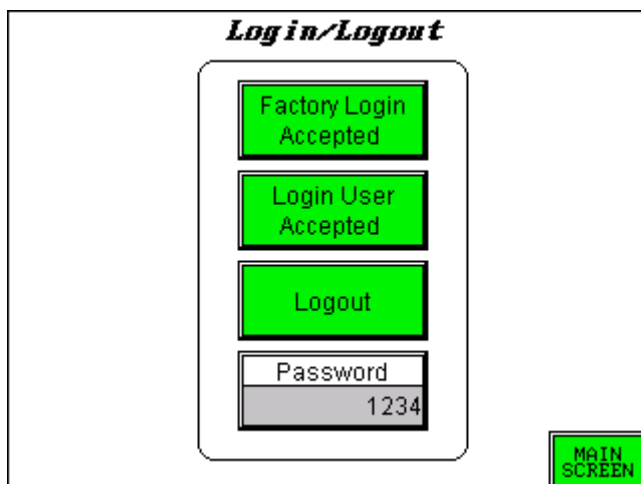 Login/Logout
Factory Login
Accepted
Login User
Accepted
Logout
Password
1234
MAIN
SCREEN